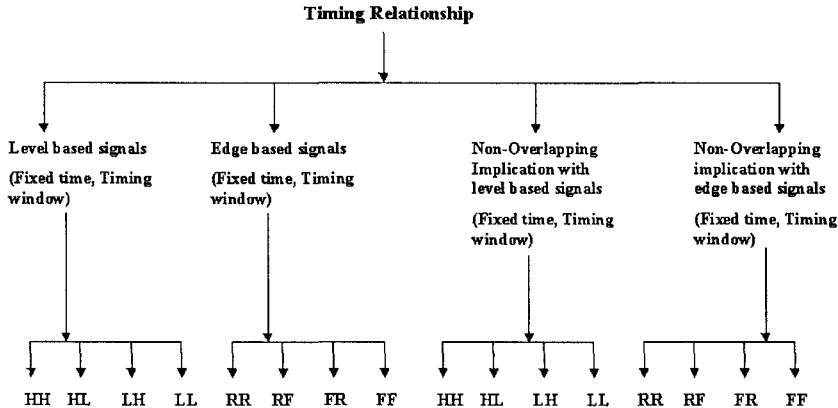 Timing Relationship
Level based signals
(Fixed time, Timing
window)
Edge based signals
(Fixed time, Timing
window)
Non-Overlapping
Implication with
level based signals
(Fixed time, Timing
window)
Non-Overlapping
implication with
edge based signals
(Fixed time, Timing
window)
HH HL LH LL RR RF FR FF HH HL LH LL RR RF FR FF